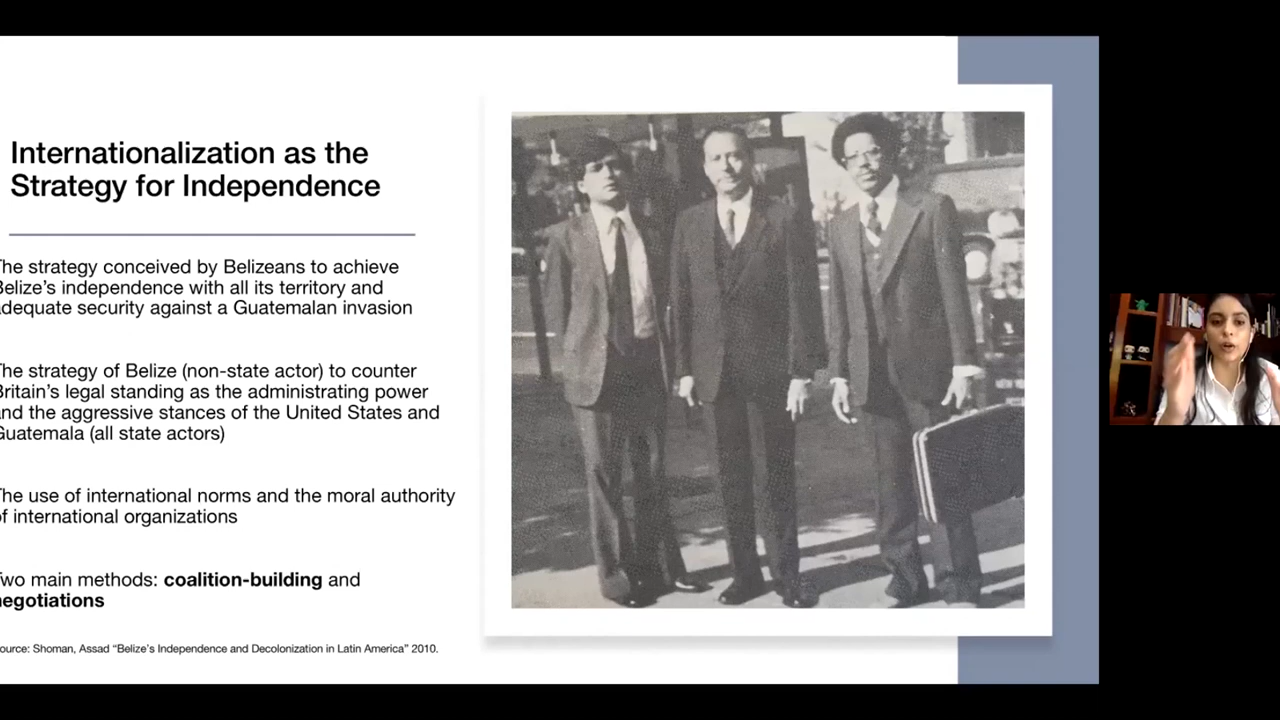 Internationalization as the
Strategy for Independence
he strategy conceived by Belizeans to achieve
Belize's independence with all its territory and
adequate security against a Guatemalan invasion
he strategy of Belize (non-state actor) to counter
Britain's legal standing as the administrating power
and the aggressive stances of the United States and
Guatemala (all state actors)
he use of international norms and the moral authority
of international organizations
Two main methods: coalition-building and
negotiations
ource: Shoman, Assad “Belize's Independence and Decolonization in Latin America” 2010.